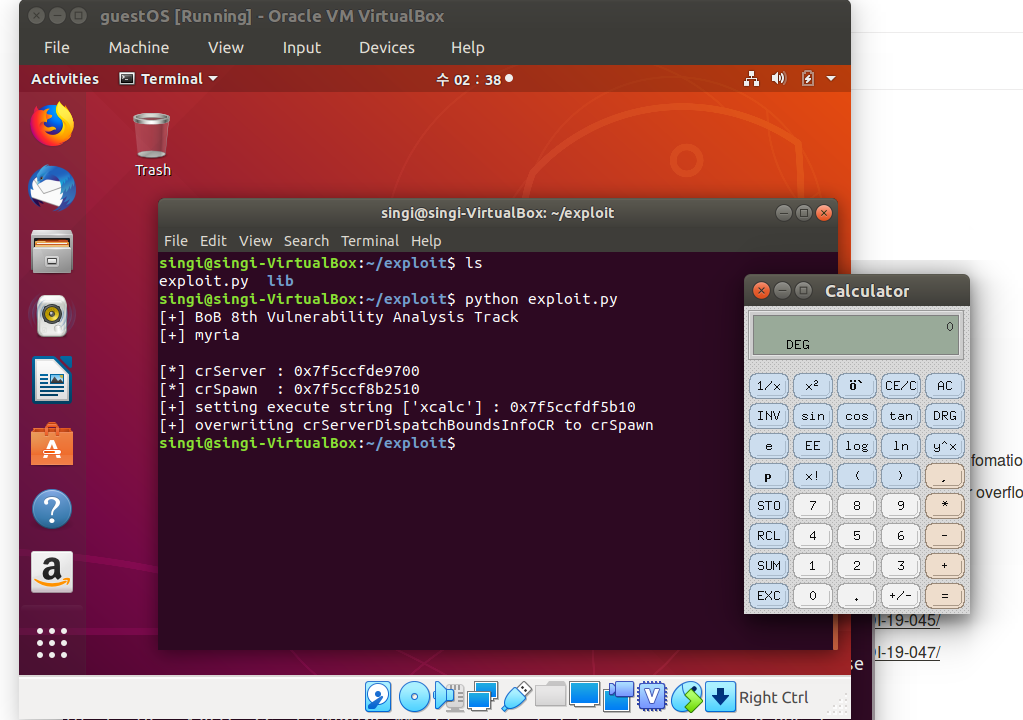 guestOS [Running] - Oracle VM VirtualBox
File Machine View Input Devices Help
Activities Terminal 수 02 : 38
Trash
singi@singi-VirtualBox: ~/exploit
File Edit View Search Terminal Help
singi@singi-VirtualBox:~/exploit$ ls
exploit.py lib
singi@singi-VirtualBox:~/exploit$ python exploit.py
[+] BoB 8th Vulnerability Analysis Track
[+] myria
[*] crServer : 0x7f5ccfde9700
[*] crSpawn : 0x7f5ccf8b2510
[+] setting execute string ['xcalc'] : 0x7f5ccfdf5b10
[+] overwriting crServerDispatchBoundsInfoCR to crSpawn
singi@singi-VirtualBox:~/exploit$
Calculator
0
DEG
1/x x² ö` CE/C AC
INV sin cos tan DRG
e EE log ln y^x
p x! ( ) ,
STO 7 8 9 *
RCL 4 5 6 -
SUM 1 2 3 +
EXC 0 . +/- =
fomatio
overflo
I-19-045/
I-19-047/
se
Right Ctrl